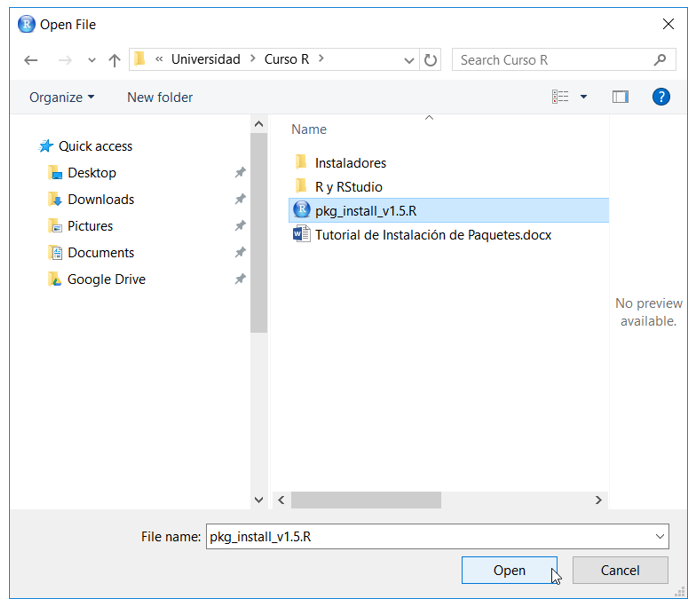 Open File
« Universidad > Curso R >
Search Curso R
Organize
New folder
?
Name
Quick access
Desktop
Downloads
Pictures
Documents
Google Drive
Instaladores
R y RStudio
pkg_install_v1.5.R
Tutorial de Instalación de Paquetes.docx
No preview
available.
File name: pkg_install_v1.5.R
Open
Cancel